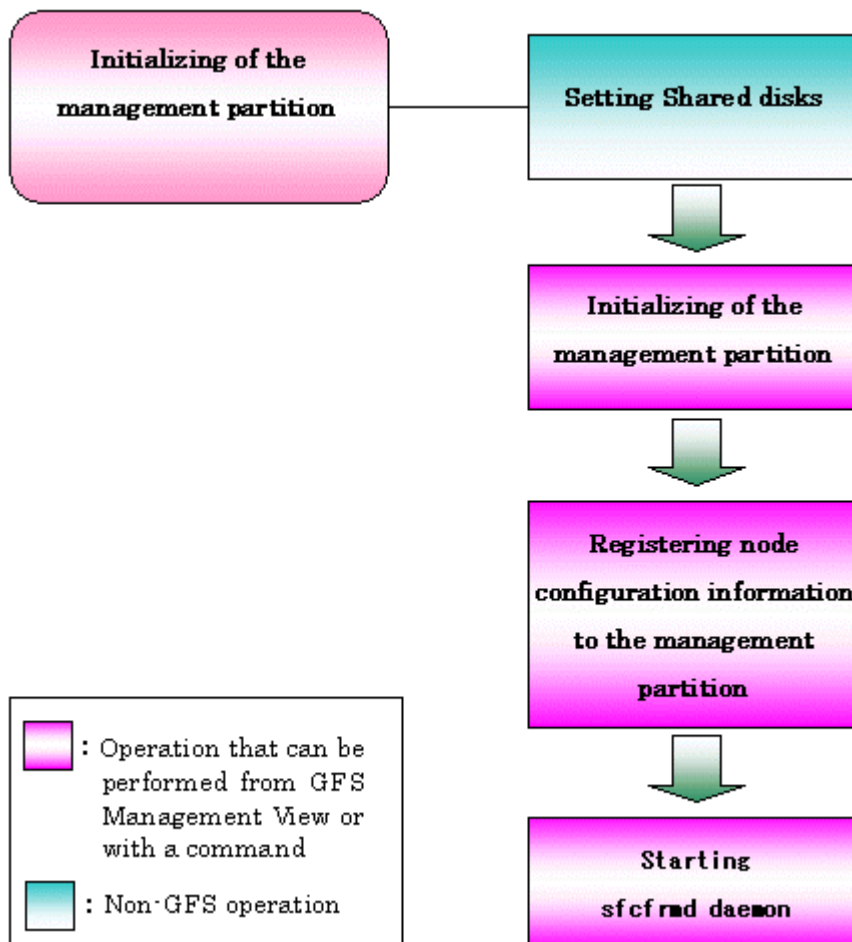 Initializing of the
management partition
Setting Shared disks
Initializing of the
management partition
Registering node
configuration information
to the management
partition
Starting
sfcfrmd daemon
: Operation that can be
performed from GFS
Management View or
with a command
: Non-GFS operation